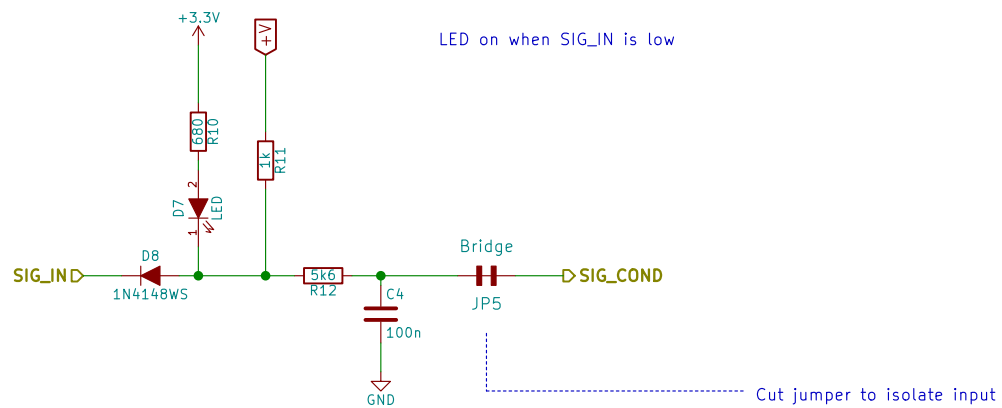 +3.3V
+V
LED on when SIG_IN is low
680
R10
1k
R11
2
D7
LED
1
Bridge
D8
SIG_IN
5k6
SIG_COND
1N4148WS
R12
C4
JP5
100n
GND
Cut jumper to isolate input